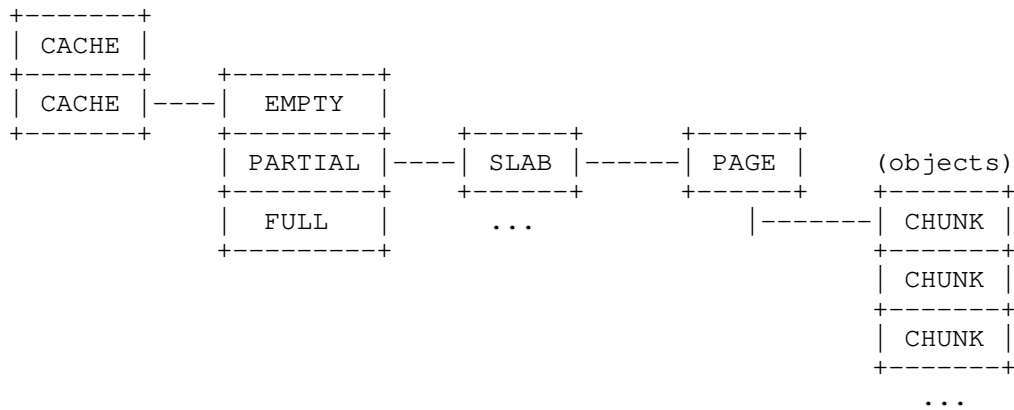 CACHE
CACHE EMPTY
PARTIAL SLAB PAGE (objects)
FULL ... CHUNK
CHUNK
CHUNK
...